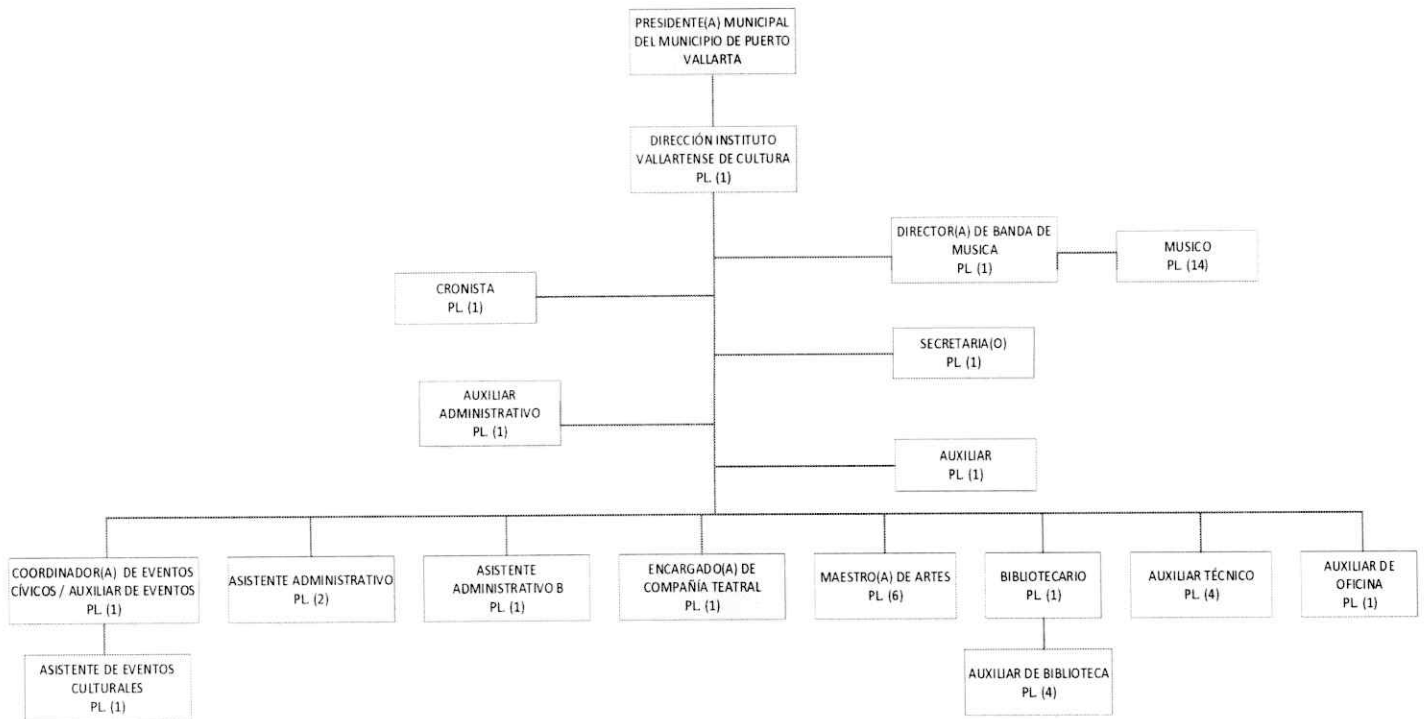 PRESIDENTE(A) MUNICIPAL
DEL MUNICIPIO DE PUERTO
VALLARTA
DIRECCIÓN INSTITUTO
VALLARTENSE DE CULTURA
PL. (1)
DIRECTOR(A) DE BANDA DE
MUSICA
PL. (1)
MUSICO
PL. (14)
CRONISTA
PL. (1)
SECRETARIA(O)
PL. (1)
AUXILIAR
ADMINISTRATIVO
PL. (1)
AUXILIAR
PL. (1)
COORDINADOR(A) DE EVENTOS
CÍVICOS / AUXILIAR DE EVENTOS
PL. (1)
ASISTENTE ADMINISTRATIVO
PL. (2)
ASISTENTE
ADMINISTRATIVO B
PL. (1)
ENCARGADO(A) DE
COMPAÑÍA TEATRAL
PL. (1)
MAESTRO(A) DE ARTES
PL. (6)
BIBLIOTECARIO
PL. (1)
AUXILIAR TÉCNICO
PL. (4)
AUXILIAR DE
OFICINA
PL. (1)
ASISTENTE DE EVENTOS
CULTURALES
PL. (1)
AUXILIAR DE BIBLIOTECA
PL. (4)